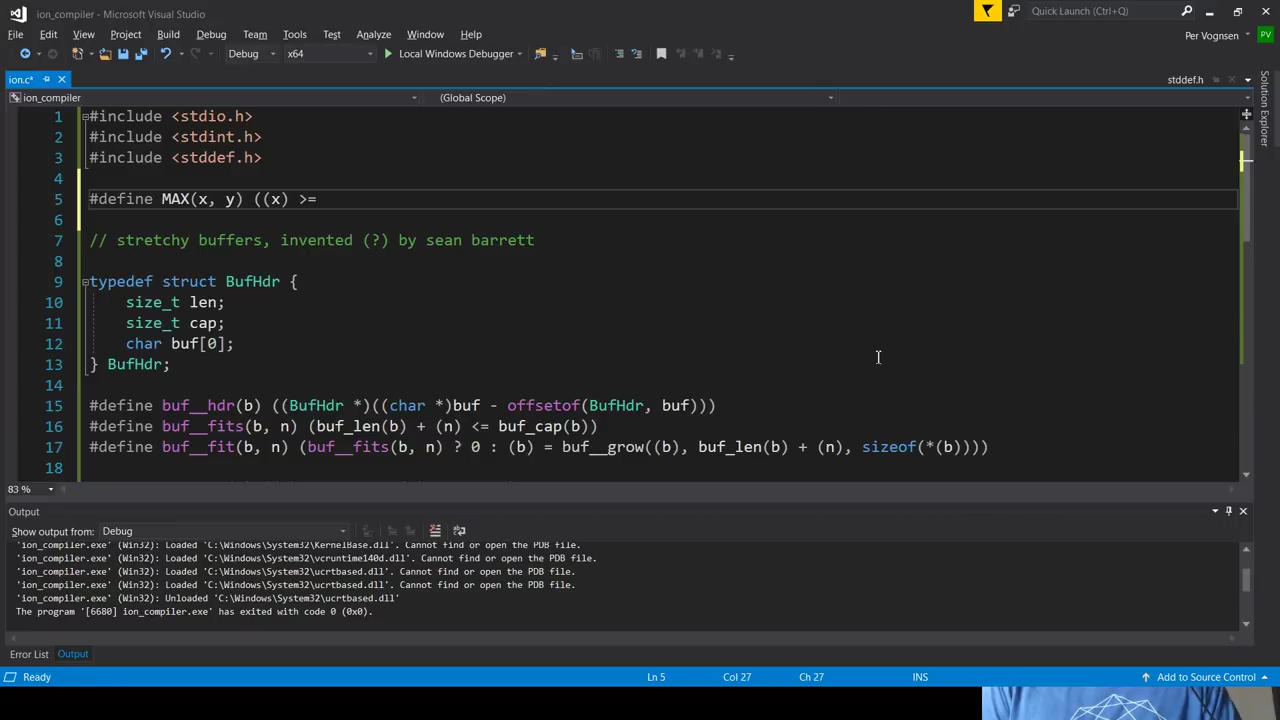 ion_compiler - Microsoft Visual Studio
Quick Launch (Ctrl+Q)
File Edit View Project Build Debug Team Tools Test Analyze Window Help
Per Vognsen PV
Debug x64 Local Windows Debugger
ion.c* stddef.h
ion_compiler (Global Scope)
Solution Explorer
1 #include <stdio.h>
2 #include <stdint.h>
3 #include <stddef.h>
4
5 #define MAX(x, y) ((x) >=
6
7 // stretchy buffers, invented (?) by sean barrett
8
9 typedef struct BufHdr {
10 size_t len;
11 size_t cap;
12 char buf[0];
13 } BufHdr;
14
15 #define buf__hdr(b) ((BufHdr *)((char *)buf - offsetof(BufHdr, buf)))
16 #define buf__fits(b, n) (buf_len(b) + (n) <= buf_cap(b))
17 #define buf__fit(b, n) (buf__fits(b, n) ? 0 : (b) = buf__grow((b), buf_len(b) + (n), sizeof(*(b))))
18
83 %
Output
Show output from: Debug
'ion_compiler.exe' (Win32): Loaded 'C:\Windows\System32\KernelBase.dll'. Cannot find or open the PDB file.
'ion_compiler.exe' (Win32): Loaded 'C:\Windows\System32\vcruntime140d.dll'. Cannot find or open the PDB file.
'ion_compiler.exe' (Win32): Loaded 'C:\Windows\System32\ucrtbased.dll'. Cannot find or open the PDB file.
'ion_compiler.exe' (Win32): Loaded 'C:\Windows\System32\ucrtbased.dll'. Cannot find or open the PDB file.
'ion_compiler.exe' (Win32): Unloaded 'C:\Windows\System32\ucrtbased.dll'
The program '[6680] ion_compiler.exe' has exited with code 0 (0x0).
Error List Output
Ready Ln 5 Col 27 Ch 27 INS Add to Source Control